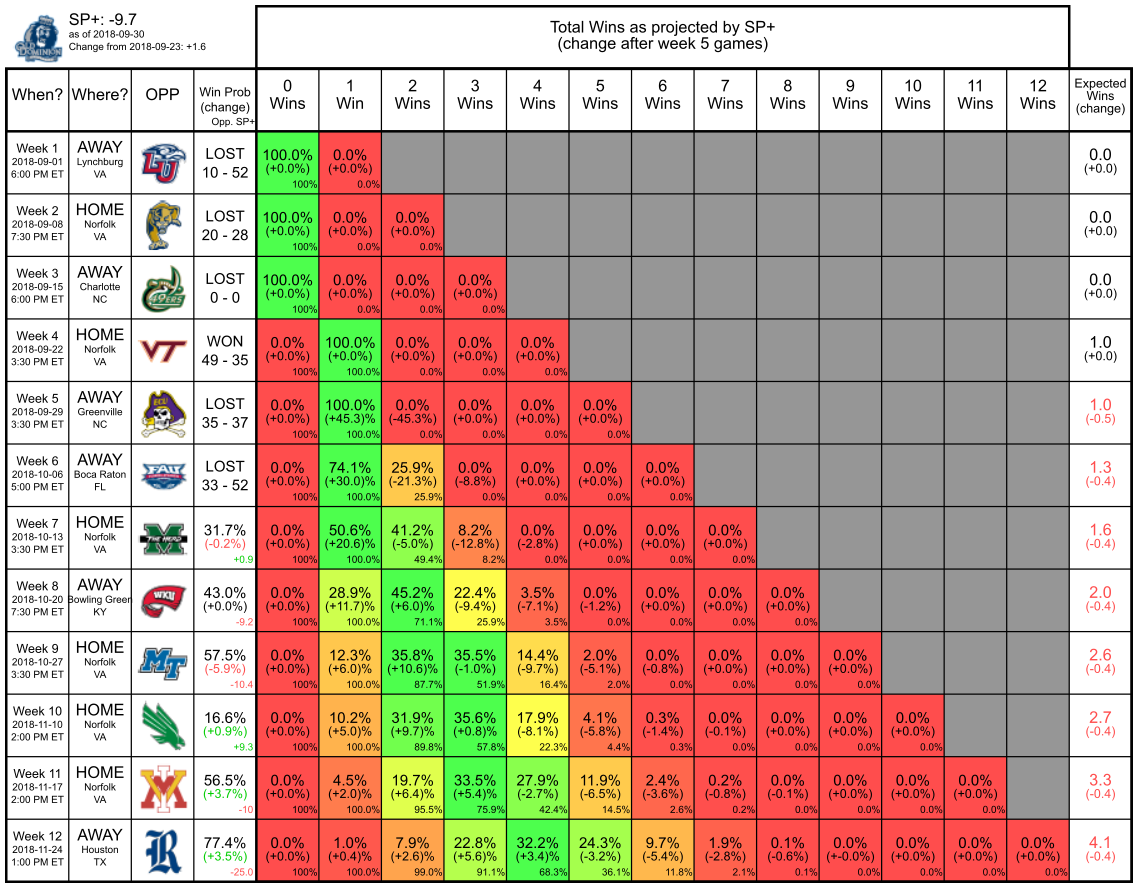 SP+: -9.7
as of 2018-09-30
Change from 2018-09-23: +1.6
OLD DOMINION
Total Wins as projected by SP+
(change after week 5 games)
When? Where? OPP Win Prob (change) Opp. SP+ 0 Wins 1 Win 2 Wins 3 Wins 4 Wins 5 Wins 6 Wins 7 Wins 8 Wins 9 Wins 10 Wins 11 Wins 12 Wins Expected Wins (change)
Week 1 AWAY LU LOST 100.0% 0.0% 0.0
2018-09-01 Lynchburg 10 - 52 (+0.0%) (+0.0%) (+0.0)
6:00 PM ET VA 100% 0.0%
Week 2 HOME LOST 100.0% 0.0% 0.0% 0.0
2018-09-08 Norfolk 20 - 28 (+0.0%) (+0.0%) (+0.0%) (+0.0)
7:30 PM ET VA 100% 0.0% 0.0%
Week 3 AWAY 49ERS LOST 100.0% 0.0% 0.0% 0.0% 0.0
2018-09-15 Charlotte 0 - 0 (+0.0%) (+0.0%) (+0.0%) (+0.0%) (+0.0)
6:00 PM ET NC 100% 0.0% 0.0% 0.0%
Week 4 HOME VT WON 0.0% 100.0% 0.0% 0.0% 0.0% 1.0
2018-09-22 Norfolk 49 - 35 (+0.0%) (+0.0%) (+0.0%) (+0.0%) (+0.0%) (+0.0)
3:30 PM ET VA 100% 100.0% 0.0% 0.0% 0.0%
Week 5 AWAY ECU LOST 0.0% 100.0% 0.0% 0.0% 0.0% 0.0% 1.0
2018-09-29 Greenville 35 - 37 (+0.0%) (+45.3%) (-45.3%) (+0.0%) (+0.0%) (+0.0%) (-0.5)
3:30 PM ET NC 100% 100.0% 0.0% 0.0% 0.0% 0.0%
Week 6 AWAY FAU LOST 0.0% 74.1% 25.9% 0.0% 0.0% 0.0% 0.0% 1.3
2018-10-06 Boca Raton 33 - 52 (+0.0%) (+30.0%) (-21.3%) (-8.8%) (+0.0%) (+0.0%) (+0.0%) (-0.4)
5:00 PM ET FL 100% 100.0% 25.9% 0.0% 0.0% 0.0% 0.0%
Week 7 HOME THE HERD 31.7% 0.0% 50.6% 41.2% 8.2% 0.0% 0.0% 0.0% 0.0% 1.6
2018-10-13 Norfolk (-0.2%) (+0.0%) (+20.6%) (-5.0%) (-12.8%) (-2.8%) (+0.0%) (+0.0%) (+0.0%) (-0.4)
3:30 PM ET VA +0.9 100% 100.0% 49.4% 8.2% 0.0% 0.0% 0.0% 0.0%
Week 8 AWAY WKU 43.0% 0.0% 28.9% 45.2% 22.4% 3.5% 0.0% 0.0% 0.0% 0.0% 2.0
2018-10-20 Bowling Green (+0.0%) (+0.0%) (+11.7%) (+6.0%) (-9.4%) (-7.1%) (-1.2%) (+0.0%) (+0.0%) (+0.0%) (-0.4)
7:30 PM ET KY -9.2 100% 100.0% 71.1% 25.9% 3.5% 0.0% 0.0% 0.0% 0.0%
Week 9 HOME MT 57.5% 0.0% 12.3% 35.8% 35.5% 14.4% 2.0% 0.0% 0.0% 0.0% 0.0% 2.6
2018-10-27 Norfolk (-5.9%) (+0.0%) (+6.0%) (+10.6%) (-1.0%) (-9.7%) (-5.1%) (-0.8%) (+0.0%) (+0.0%) (+0.0%) (-0.4)
3:30 PM ET VA -10.4 100% 100.0% 87.7% 51.9% 16.4% 2.0% 0.0% 0.0% 0.0% 0.0%
Week 10 HOME 16.6% 0.0% 10.2% 31.9% 35.6% 17.9% 4.1% 0.3% 0.0% 0.0% 0.0% 0.0% 2.7
2018-11-10 Norfolk (+0.9%) (+0.0%) (+5.0%) (+9.7%) (+0.8%) (-8.1%) (-5.8%) (-1.4%) (-0.1%) (+0.0%) (+0.0%) (+0.0%) (-0.4)
2:00 PM ET VA +9.3 100% 100.0% 89.8% 57.8% 22.3% 4.4% 0.3% 0.0% 0.0% 0.0% 0.0%
Week 11 HOME VMI 56.5% 0.0% 4.5% 19.7% 33.5% 27.9% 11.9% 2.4% 0.2% 0.0% 0.0% 0.0% 0.0% 3.3
2018-11-17 Norfolk (+3.7%) (+0.0%) (+2.0%) (+6.4%) (+5.4%) (-2.7%) (-6.5%) (-3.6%) (-0.8%) (-0.1%) (+0.0%) (+0.0%) (+0.0%) (-0.4)
2:00 PM ET VA -10 100% 100.0% 95.5% 75.9% 42.4% 14.5% 2.6% 0.2% 0.0% 0.0% 0.0% 0.0%
Week 12 AWAY R 77.4% 0.0% 1.0% 7.9% 22.8% 32.2% 24.3% 9.7% 1.9% 0.1% 0.0% 0.0% 0.0% 0.0% 4.1
2018-11-24 Houston (+3.5%) (+0.0%) (+0.4)% (+2.6%) (+5.6%) (+3.4%) (-3.2%) (-5.4%) (-2.8%) (-0.6%) (+-0.0%) (+0.0%) (+0.0%) (+0.0%) (-0.4)
1:00 PM ET TX -25.0 100% 100.0% 99.0% 91.1% 68.3% 36.1% 11.8% 2.1% 0.1% 0.0% 0.0% 0.0% 0.0%